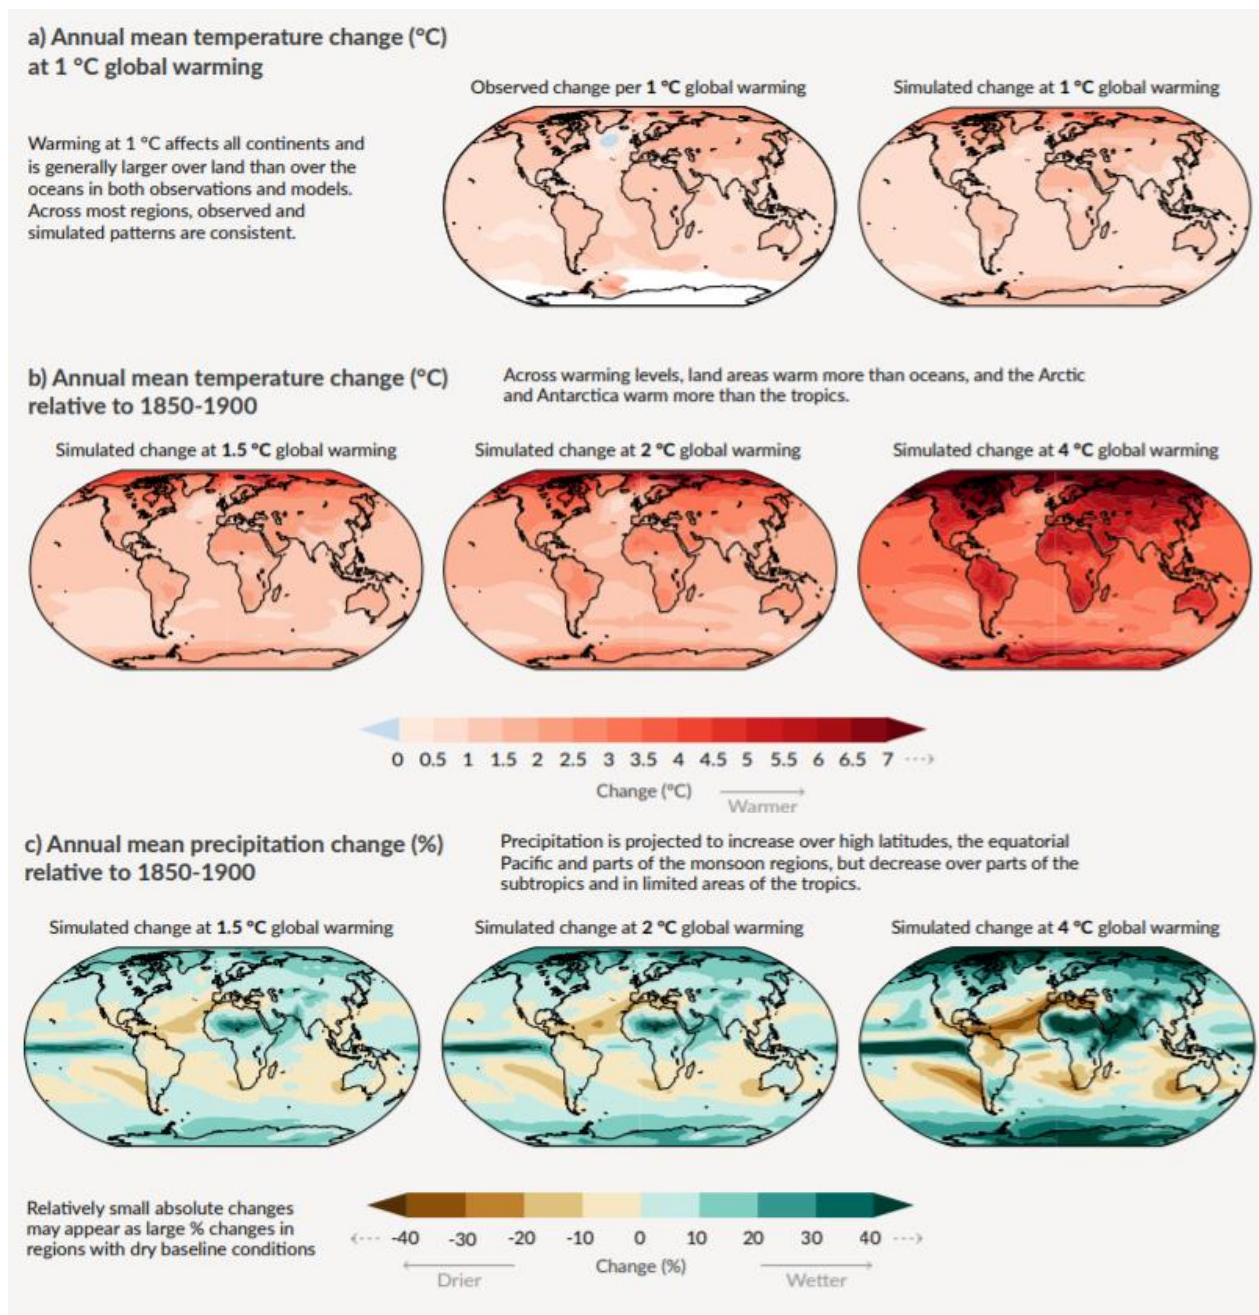 a) Annual mean temperature change (°C)
at 1 °C global warming
Observed change per 1 °C global warming
Simulated change at 1 °C global warming
Warming at 1 °C affects all continents and
is generally larger over land than over the
oceans in both observations and models.
Across most regions, observed and
simulated patterns are consistent.
b) Annual mean temperature change (°C)
relative to 1850-1900
Across warming levels, land areas warm more than oceans, and the Arctic
and Antarctica warm more than the tropics.
Simulated change at 1.5 °C global warming
Simulated change at 2 °C global warming
Simulated change at 4 °C global warming
0 0.5 1 1.5 2 2.5 3 3.5 4 4.5 5 5.5 6 6.5 7
Change (°C)
Warmer
c) Annual mean precipitation change (%)
relative to 1850-1900
Precipitation is projected to increase over high latitudes, the equatorial
Pacific and parts of the monsoon regions, but decrease over parts of the
subtropics and in limited areas of the tropics.
Simulated change at 1.5 °C global warming
Simulated change at 2 °C global warming
Simulated change at 4 °C global warming
Relatively small absolute changes
may appear as large % changes in
regions with dry baseline conditions
-40 -30 -20 -10 0 10 20 30 40
Change (%)
Drier
Wetter